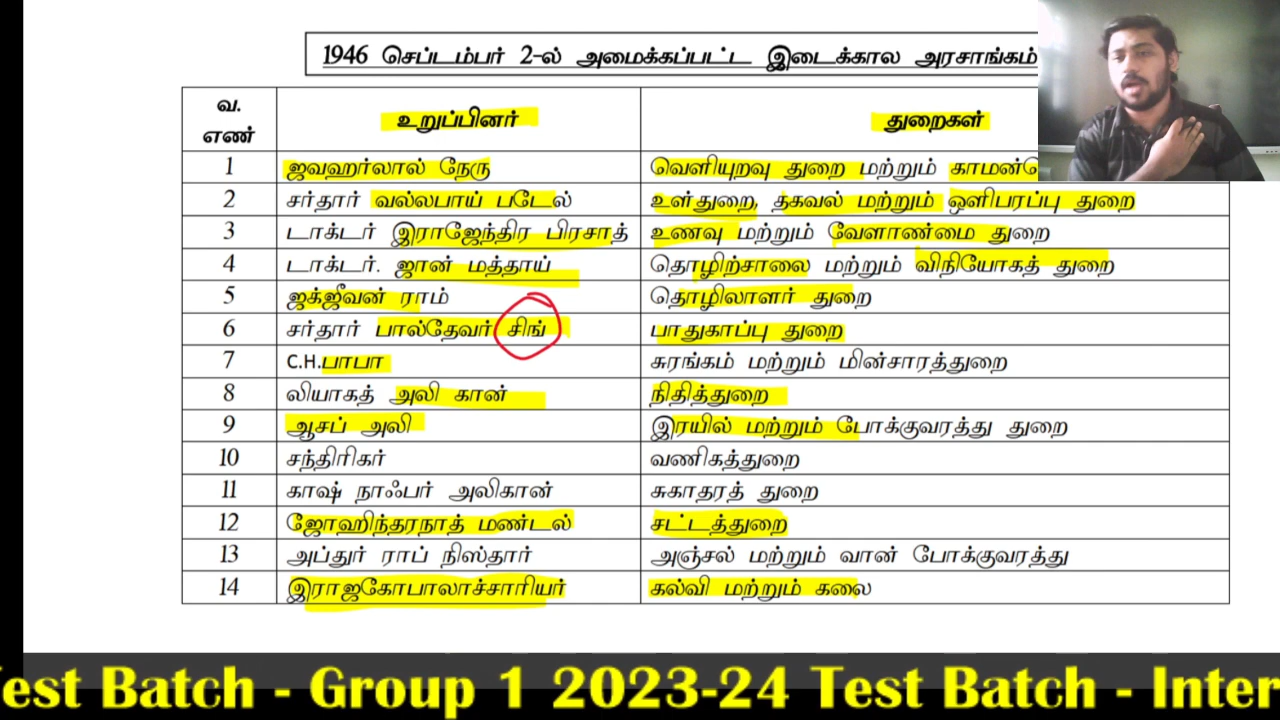 1946 செப்டம்பர் 2-ல் அமைக்கப்பட்ட இடைக்கால அரசாங்கம்
வ. எண் உறுப்பினர் துறைகள்
1 ஜவஹர்லால் நேரு வெளியுறவு துறை மற்றும் காமன்
2 சர்தார் வல்லபாய் படேல் உள்துறை, தகவல் மற்றும் ஒளிபரப்பு துறை
3 டாக்டர் இராஜேந்திர பிரசாத் உணவு மற்றும் வேளாண்மை துறை
4 டாக்டர். ஜான் மத்தாய் தொழிற்சாலை மற்றும் விநியோகத் துறை
5 ஜக்ஜீவன் ராம் தொழிலாளர் துறை
6 சர்தார் பால்தேவர் சிங் பாதுகாப்பு துறை
7 C.H.பாபா சுரங்கம் மற்றும் மின்சாரத்துறை
8 லியாகத் அலி கான் நிதித்துறை
9 ஆசப் அலி இரயில் மற்றும் போக்குவரத்து துறை
10 சந்திரிகர் வணிகத்துறை
11 காஷ் நாஃபர் அலிகான் சுகாதரத் துறை
12 ஜோஹிந்தரநாத் மண்டல் சட்டத்துறை
13 அப்துர் ராப் நிஸ்தார் அஞ்சல் மற்றும் வான் போக்குவரத்து
14 இராஜகோபாலாச்சாரியர் கல்வி மற்றும் கலை
Test Batch - Group 1 2023-24 Test Batch - Inter